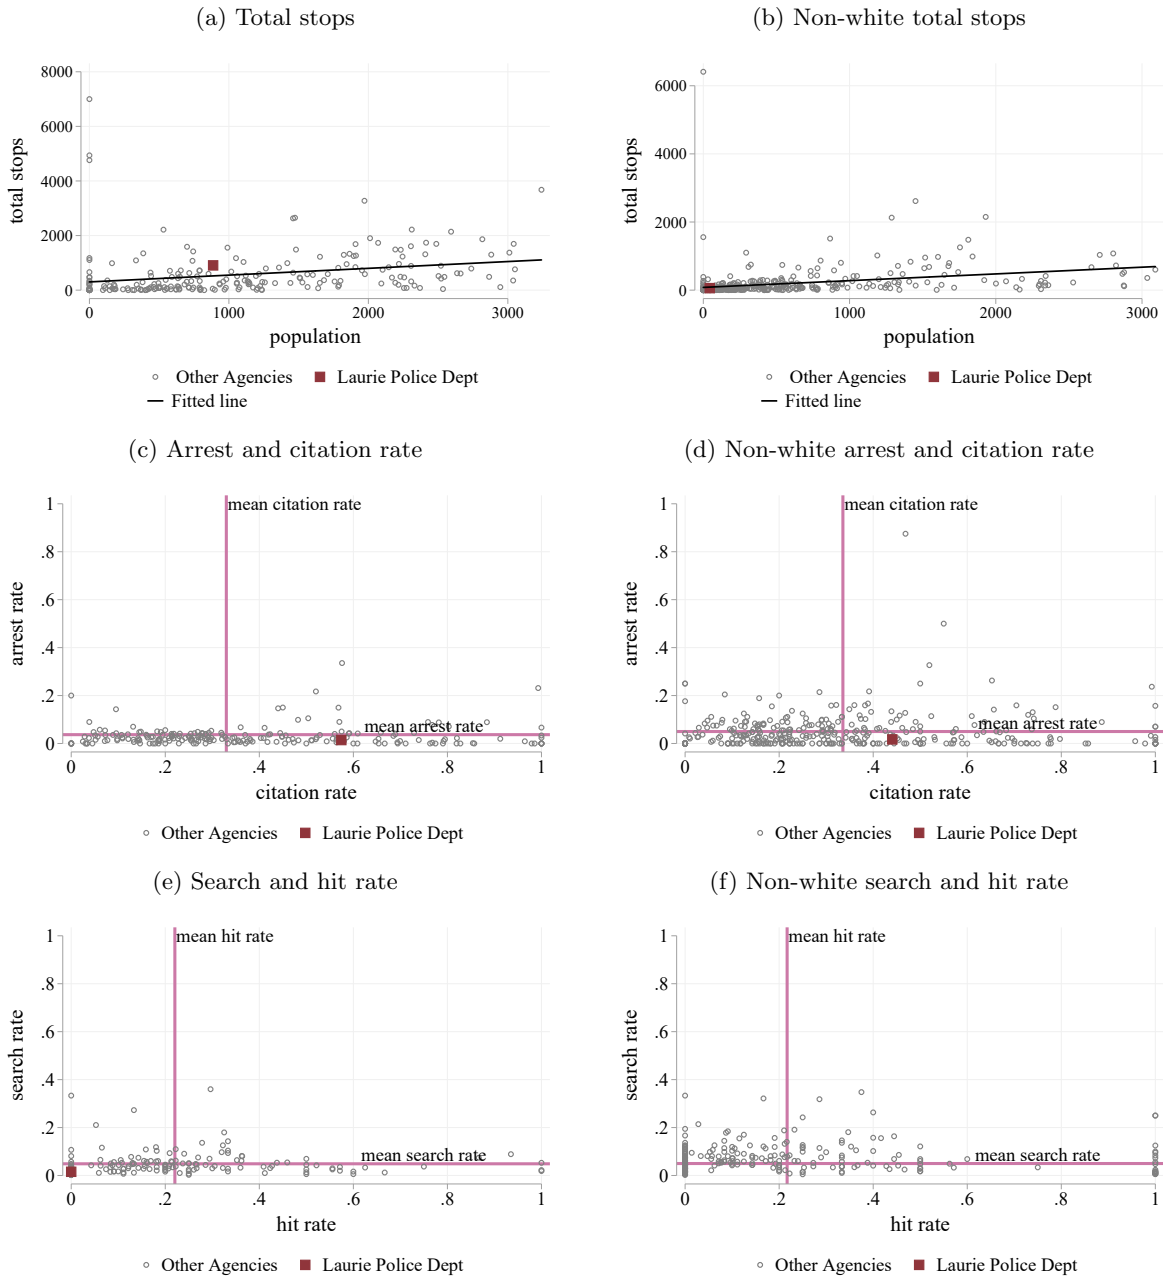 (a) Total stops
(b) Non-white total stops
8000
6000
4000
2000
0
total stops
0 1000 2000 3000
population
Other Agencies Laurie Police Dept
Fitted line
6000
4000
2000
0
total stops
0 1000 2000 3000
population
Other Agencies Laurie Police Dept
Fitted line
(c) Arrest and citation rate
(d) Non-white arrest and citation rate
1
.8
.6
.4
.2
0
arrest rate
mean citation rate
mean arrest rate
0 .2 .4 .6 .8 1
citation rate
Other Agencies Laurie Police Dept
1
.8
.6
.4
.2
0
arrest rate
mean citation rate
mean arrest rate
0 .2 .4 .6 .8 1
citation rate
Other Agencies Laurie Police Dept
(e) Search and hit rate
(f) Non-white search and hit rate
1
.8
.6
.4
.2
0
search rate
mean hit rate
mean search rate
0 .2 .4 .6 .8 1
hit rate
Other Agencies Laurie Police Dept
1
.8
.6
.4
.2
0
search rate
mean hit rate
mean search rate
0 .2 .4 .6 .8 1
hit rate
Other Agencies Laurie Police Dept